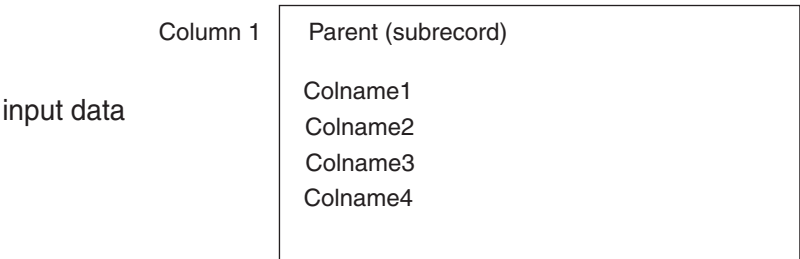 Column 1 Parent (subrecord)
Colname1
input data
Colname2
Colname3
Colname4